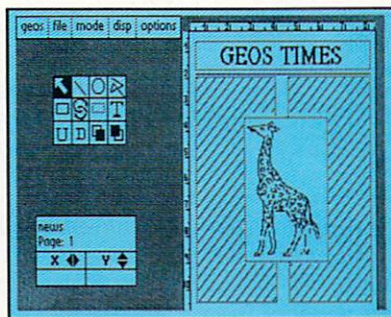 geos file mode disp options
GEOS TIMES
T
U D
news
Page: 1
X Y